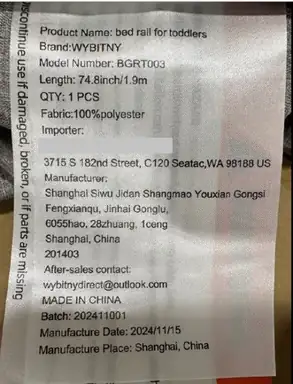 Product Name: bed rail for toddlers
Brand:WYBITNY
Model Number: BGRT003
Length: 74.8inch/1.9m
QTY: 1 PCS
Fabric:100%polyester
Importer:
3715 S 182nd Street, C120 Seatac,WA 98188 US
Manufacturer:
Shanghai Siwu Jidan Shangmao Youxian Gongsi
Fengxianqu, Jinhai Gonglu,
6055hao, 28zhuang, 1ceng
Shanghai, China
201403
After-sales contact:
wybitnydirect@outlook.com
MADE IN CHINA
Batch: 202411001
Manufacture Date: 2024/11/15
Manufacture Place: Shanghai, China
scontinue use if damaged, broken, or if parts are missing